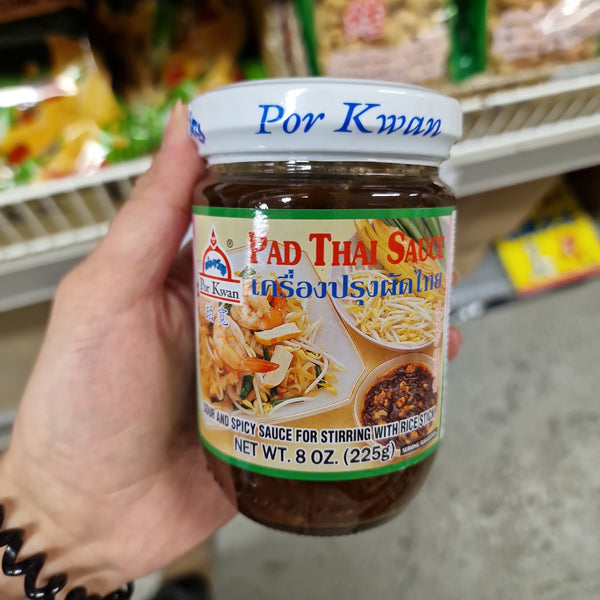 Por Kwan
PAD THAI SAUCE
®
เครื่องปรุงผัดไทย
Por Kwan
SOUR AND SPICY SAUCE FOR STIRRING WITH RICE STICK
NET WT. 8 OZ. (225g)
SERVING